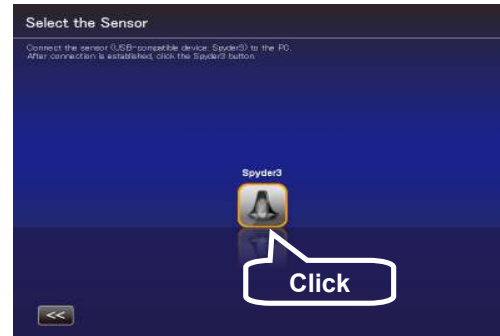 Select the Sensor
Connect the sensor (USB-compatible device: Spyder3) to the PC.
After connection is established, click the Spyder3 button.
Spyder3
Click
<<